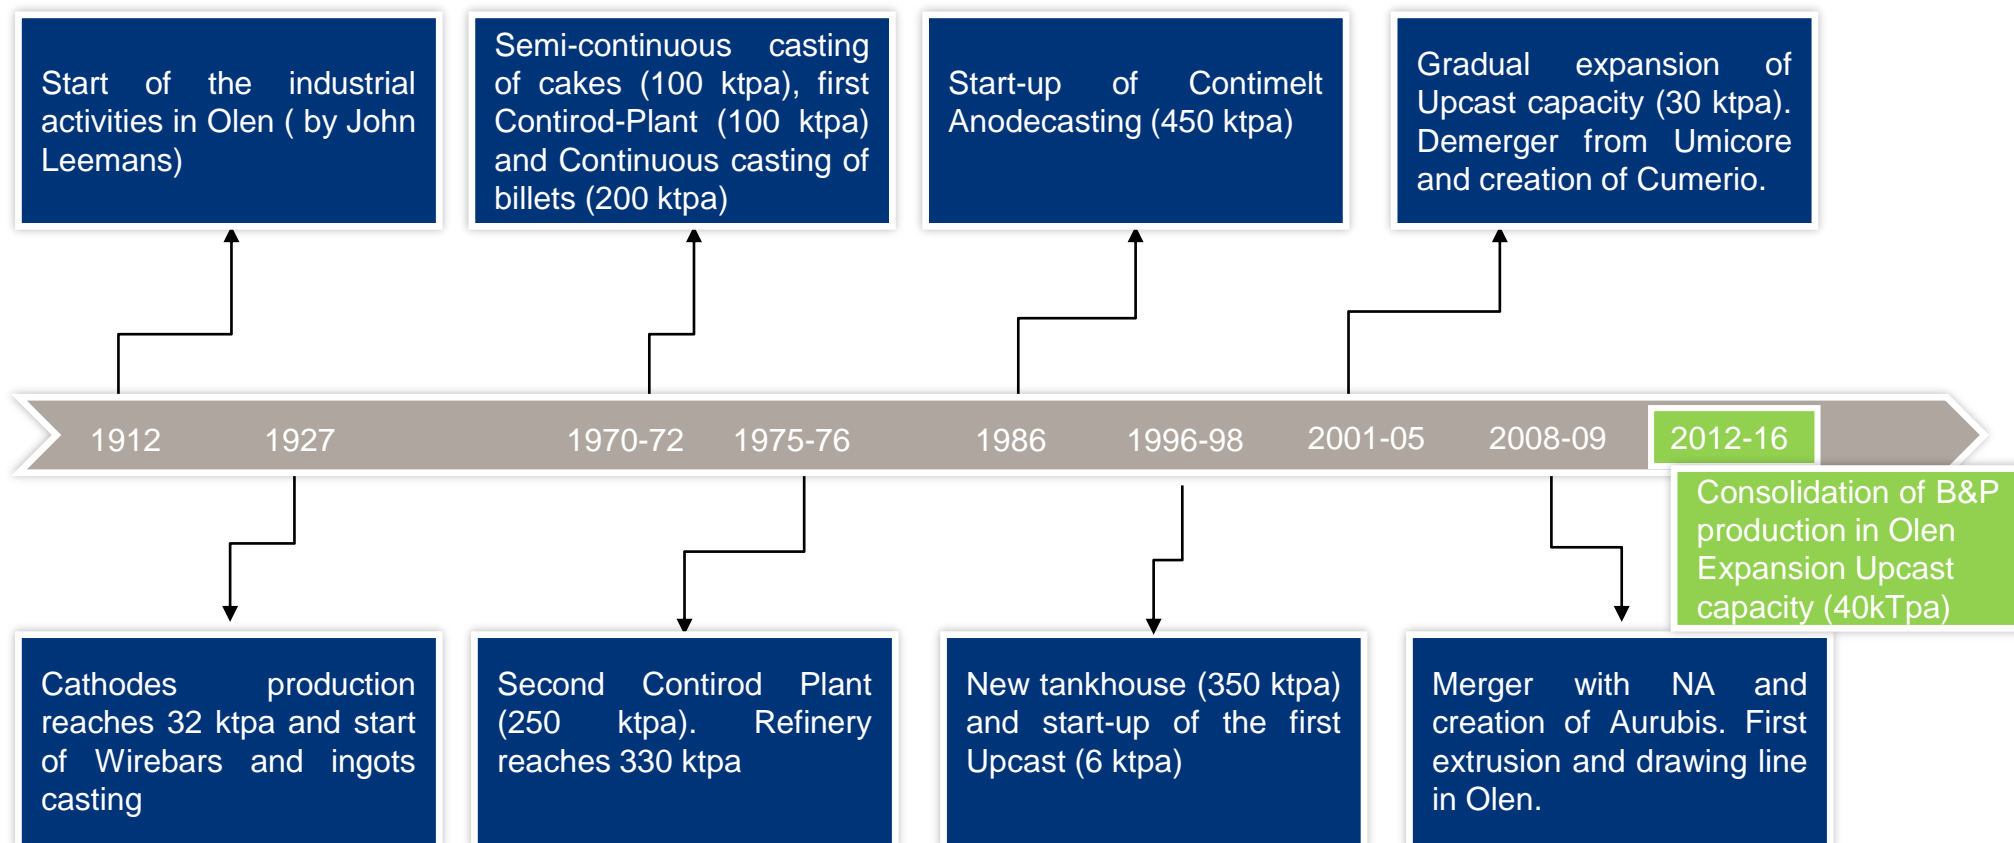 Start of the industrial
activities in Olen ( by John
Leemans)
Semi-continuous casting
of cakes (100 ktpa), first
Contirod-Plant (100 ktpa)
and Continuous casting of
billets (200 ktpa)
Start-up of Contimelt
Anodecasting (450 ktpa)
Gradual expansion of
Upcast capacity (30 ktpa).
Demerger from Umicore
and creation of Cumerio.
1912 1927 1970-72 1975-76 1986 1996-98 2001-05 2008-09 2012-16
Consolidation of B&P
production in Olen
Expansion Upcast
capacity (40kTpa)
Cathodes production
reaches 32 ktpa and start
of Wirebars and ingots
casting
Second Contirod Plant
(250 ktpa). Refinery
reaches 330 ktpa
New tankhouse (350 ktpa)
and start-up of the first
Upcast (6 ktpa)
Merger with NA and
creation of Aurubis. First
extrusion and drawing line
in Olen.